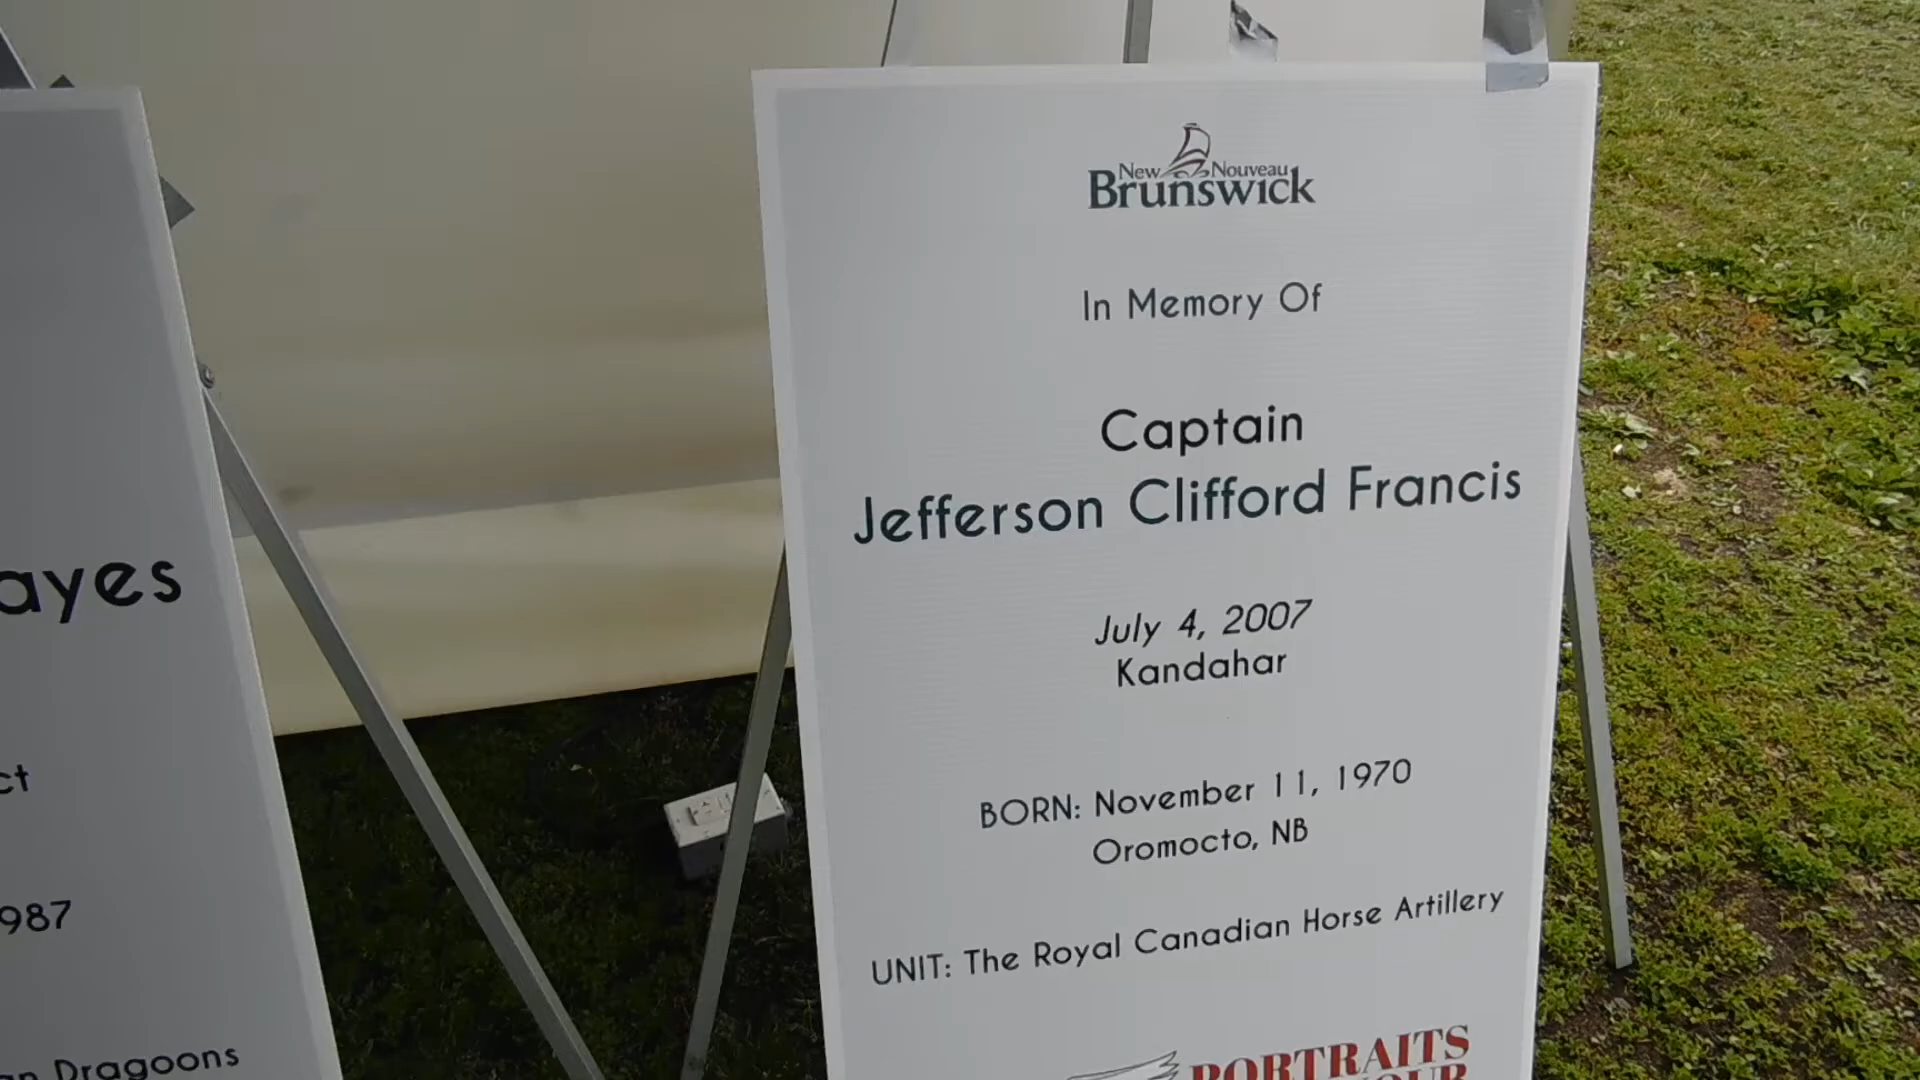 New Nouveau
Brunswick
In Memory Of
Captain
Jefferson Clifford Francis
July 4, 2007
Kandahar
BORN: November 11, 1970
Oromocto, NB
UNIT: The Royal Canadian Horse Artillery
PORTRAITS
ayes
ct
987
Dragoons